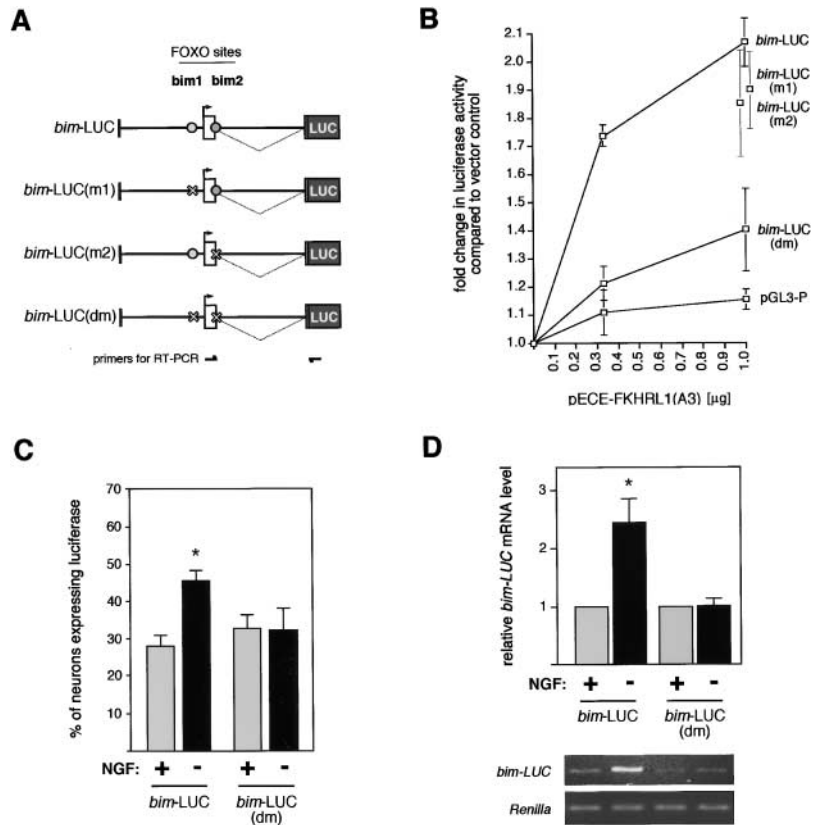 A
FOXO sites
bim1 bim2
bim-LUC
LUC
bim-LUC(m1)
LUC
bim-LUC(m2)
LUC
bim-LUC(dm)
LUC
primers for RT-PCR
B
fold change in luciferase activity
compared to vector control
2.1
2.0
1.9
1.8
1.7
1.6
1.5
1.4
1.3
1.2
1.1
1.0
bim-LUC
bim-LUC
(m1)
bim-LUC
(m2)
bim-LUC
(dm)
pGL3-P
0.1 0.2 0.3 0.4 0.5 0.6 0.7 0.8 0.9 1.0
pECE-FKHRL1(A3) [µg]
C
% of neurons expressing luciferase
70
60
50
40
30
20
10
*
NGF: + - + -
bim-LUC bim-LUC
(dm)
D
relative bim-LUC mRNA level
3
2
1
*
NGF: + - + -
bim-LUC bim-LUC
(dm)
bim-LUC
Renilla